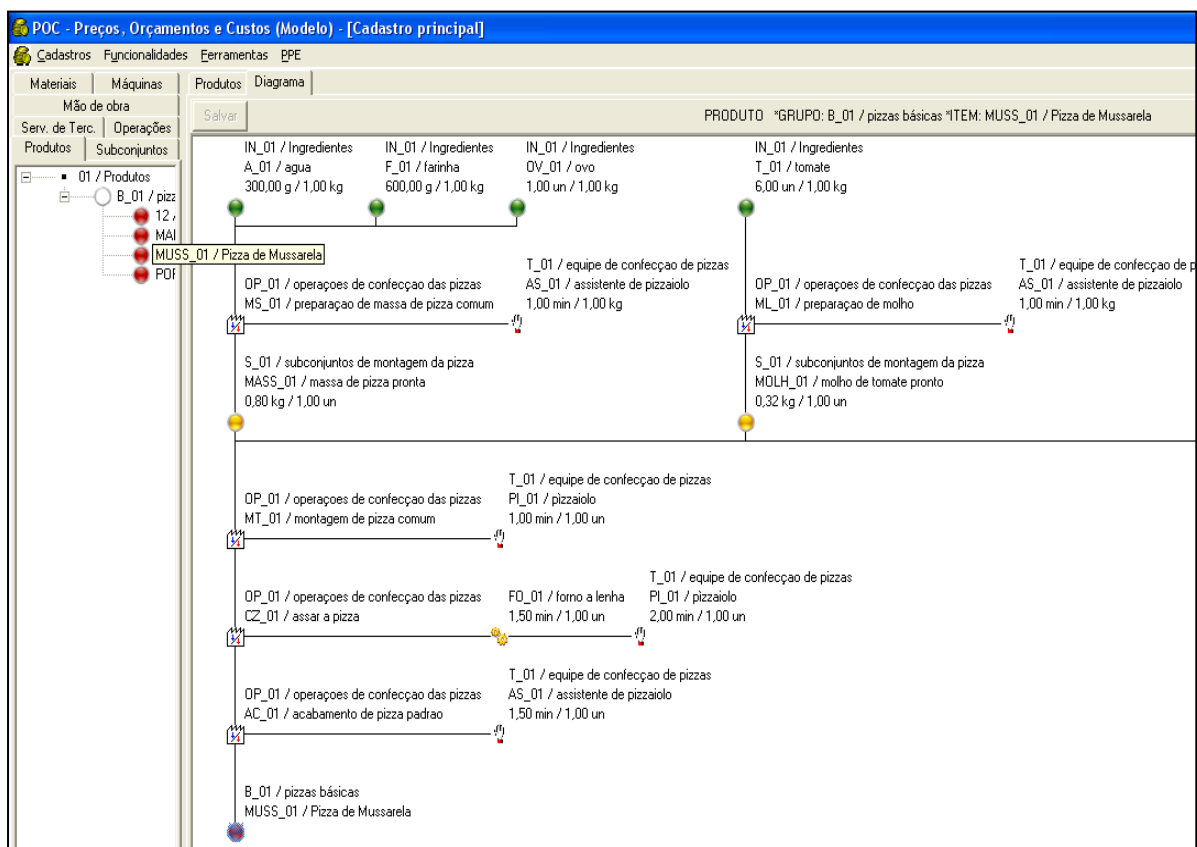 POC - Preços, Orçamentos e Custos (Modelo) - [Cadastro principal]
Cadastros Funcionalidades Ferramentas PPE
Materiais Máquinas
Mão de obra
Serv. de Terc. Operações
Produtos Subconjuntos
01 / Produtos
B_01 / pizz
12
MAI
MUSS_01 / Pizza de Mussarela
POF
Produtos Diagrama
Salvar
PRODUTO *GRUPO: B_01 / pizzas básicas *ITEM: MUSS_01 / Pizza de Mussarela
IN_01 / Ingredientes
A_01 / agua
300,00 g / 1,00 kg
IN_01 / Ingredientes
F_01 / farinha
600,00 g / 1,00 kg
IN_01 / Ingredientes
OV_01 / ovo
1,00 un / 1,00 kg
IN_01 / Ingredientes
T_01 / tomate
6,00 un / 1,00 kg
OP_01 / operaçoes de confecçao das pizzas
MS_01 / preparaçao de massa de pizza comum
T_01 / equipe de confecçao de pizzas
AS_01 / assistente de pizzaiolo
1,00 min / 1,00 kg
OP_01 / operaçoes de confecçao das pizzas
ML_01 / preparaçao de molho
T_01 / equipe de confecçao de p
AS_01 / assistente de pizzaiolo
1,00 min / 1,00 kg
S_01 / subconjuntos de montagem da pizza
MASS_01 / massa de pizza pronta
0,80 kg / 1,00 un
S_01 / subconjuntos de montagem da pizza
MOLH_01 / molho de tomate pronto
0,32 kg / 1,00 un
OP_01 / operaçoes de confecçao das pizzas
MT_01 / montagem de pizza comum
T_01 / equipe de confecçao de pizzas
PI_01 / pìzzaiolo
1,00 min / 1,00 un
OP_01 / operaçoes de confecçao das pizzas
CZ_01 / assar a pizza
FO_01 / forno a lenha
1,50 min / 1,00 un
T_01 / equipe de confecçao de pizzas
PI_01 / pìzzaiolo
2,00 min / 1,00 un
OP_01 / operaçoes de confecçao das pizzas
AC_01 / acabamento de pizza padrao
T_01 / equipe de confecçao de pizzas
AS_01 / assistente de pizzaiolo
1,50 min / 1,00 un
B_01 / pizzas básicas
MUSS_01 / Pizza de Mussarela